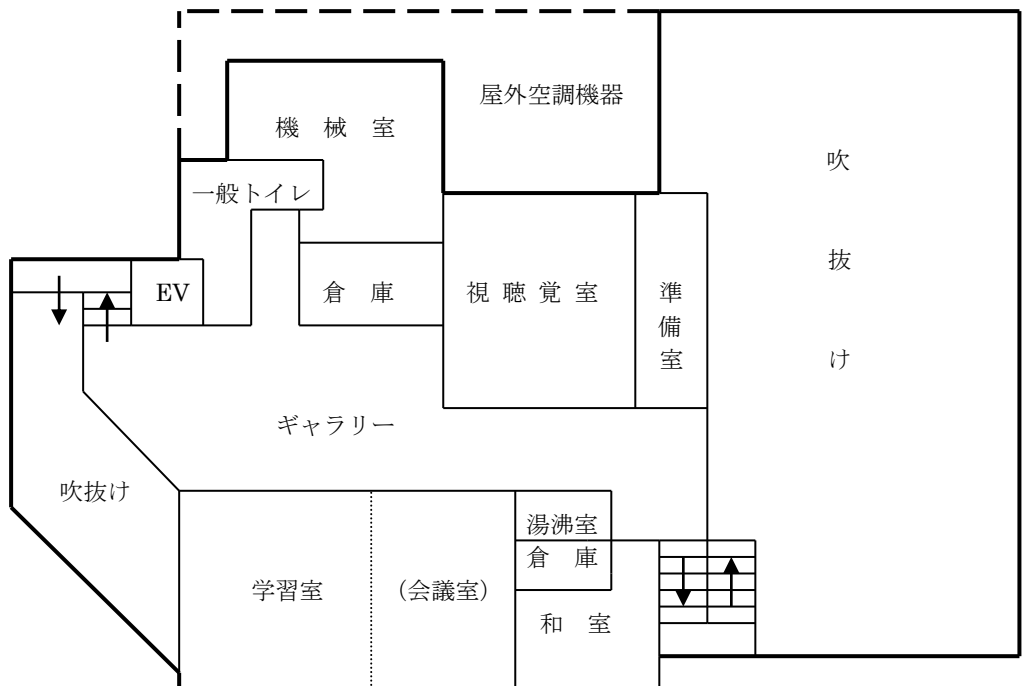 屋外空調機器
機　械　室
吹抜け
一般トイレ
EV
倉　庫
視 聴 覚 室
準備室
ギャラリー
吹抜け
湯沸室
倉　庫
学習室
（会議室）
和　室